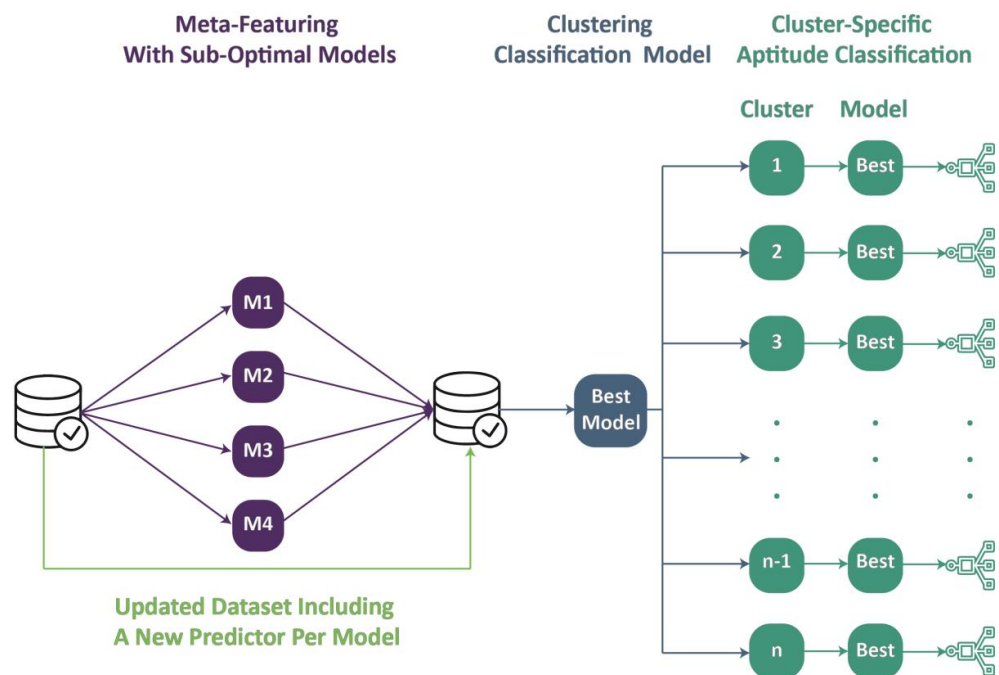 Meta-Featuring
With Sub-Optimal Models
Clustering
Classification Model
Cluster-Specific
Aptitude Classification
Cluster Model
1 Best
2 Best
M1
3 Best
M2
Best
Model
M3
M4
n-1 Best
Updated Dataset Including
A New Predictor Per Model
n Best